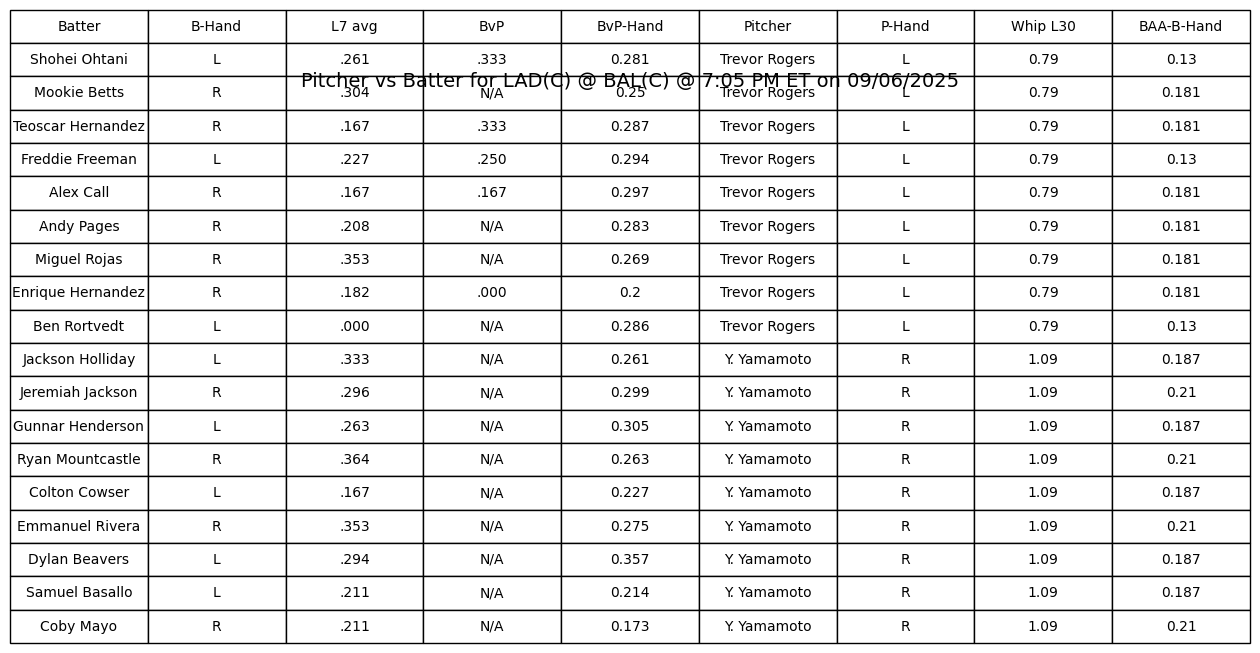 Batter B-Hand L7 avg BvP BvP-Hand Pitcher P-Hand Whip L30 BAA-B-Hand
Shohei Ohtani L .261 .333 0.281 Trevor Rogers L 0.79 0.13
Pitcher vs Batter for LAD(C) @ BAL(C) @ 7:05 PM ET on 09/06/2025
Mookie Betts R .304 N/A 0.25 Trevor Rogers L 0.79 0.181
Teoscar Hernandez R .167 .333 0.287 Trevor Rogers L 0.79 0.181
Freddie Freeman L .227 .250 0.294 Trevor Rogers L 0.79 0.13
Alex Call R .167 .167 0.297 Trevor Rogers L 0.79 0.181
Andy Pages R .208 N/A 0.283 Trevor Rogers L 0.79 0.181
Miguel Rojas R .353 N/A 0.269 Trevor Rogers L 0.79 0.181
Enrique Hernandez R .182 .000 0.2 Trevor Rogers L 0.79 0.181
Ben Rortvedt L .000 N/A 0.286 Trevor Rogers L 0.79 0.13
Jackson Holliday L .333 N/A 0.261 Y. Yamamoto R 1.09 0.187
Jeremiah Jackson R .296 N/A 0.299 Y. Yamamoto R 1.09 0.21
Gunnar Henderson L .263 N/A 0.305 Y. Yamamoto R 1.09 0.187
Ryan Mountcastle R .364 N/A 0.263 Y. Yamamoto R 1.09 0.21
Colton Cowser L .167 N/A 0.227 Y. Yamamoto R 1.09 0.187
Emmanuel Rivera R .353 N/A 0.275 Y. Yamamoto R 1.09 0.21
Dylan Beavers L .294 N/A 0.357 Y. Yamamoto R 1.09 0.187
Samuel Basallo L .211 N/A 0.214 Y. Yamamoto R 1.09 0.187
Coby Mayo R .211 N/A 0.173 Y. Yamamoto R 1.09 0.21